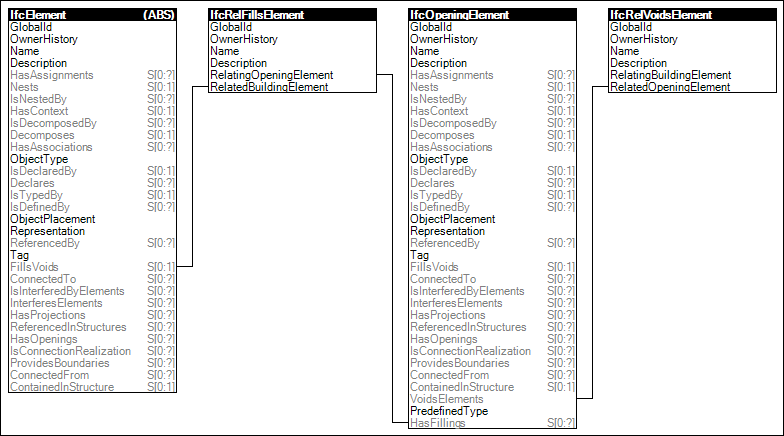 IfcElement (ABS)
GlobalId
OwnerHistory
Name
Description
HasAssignments S[0:?]
Nests S[0:1]
IsNestedBy S[0:?]
HasContext S[0:1]
IsDecomposedBy S[0:?]
Decomposes S[0:1]
HasAssociations S[0:?]
ObjectType
IsDeclaredBy S[0:1]
Declares S[0:?]
IsTypedBy S[0:1]
IsDefinedBy S[0:?]
ObjectPlacement
Representation
ReferencedBy S[0:?]
Tag
FillsVoids S[0:1]
ConnectedTo S[0:?]
IsInterferedByElements S[0:?]
InterferesElements S[0:?]
HasProjections S[0:?]
ReferencedInStructures S[0:?]
HasOpenings S[0:?]
IsConnectionRealization S[0:?]
ProvidesBoundaries S[0:?]
ConnectedFrom S[0:?]
ContainedInStructure S[0:1]
IfcRelFillsElement
GlobalId
OwnerHistory
Name
Description
RelatingOpeningElement
RelatedBuildingElement
IfcOpeningElement
GlobalId
OwnerHistory
Name
Description
HasAssignments S[0:?]
Nests S[0:1]
IsNestedBy S[0:?]
HasContext S[0:1]
IsDecomposedBy S[0:?]
Decomposes S[0:1]
HasAssociations S[0:?]
ObjectType
IsDeclaredBy S[0:1]
Declares S[0:?]
IsTypedBy S[0:1]
IsDefinedBy S[0:?]
ObjectPlacement
Representation
ReferencedBy S[0:?]
Tag
FillsVoids S[0:1]
ConnectedTo S[0:?]
IsInterferedByElements S[0:?]
InterferesElements S[0:?]
HasProjections S[0:?]
ReferencedInStructures S[0:?]
HasOpenings S[0:?]
IsConnectionRealization S[0:?]
ProvidesBoundaries S[0:?]
ConnectedFrom S[0:?]
ContainedInStructure S[0:1]
VoidsElements
PredefinedType
HasFillings S[0:?]
IfcRelVoidsElement
GlobalId
OwnerHistory
Name
Description
RelatingBuildingElement
RelatedOpeningElement